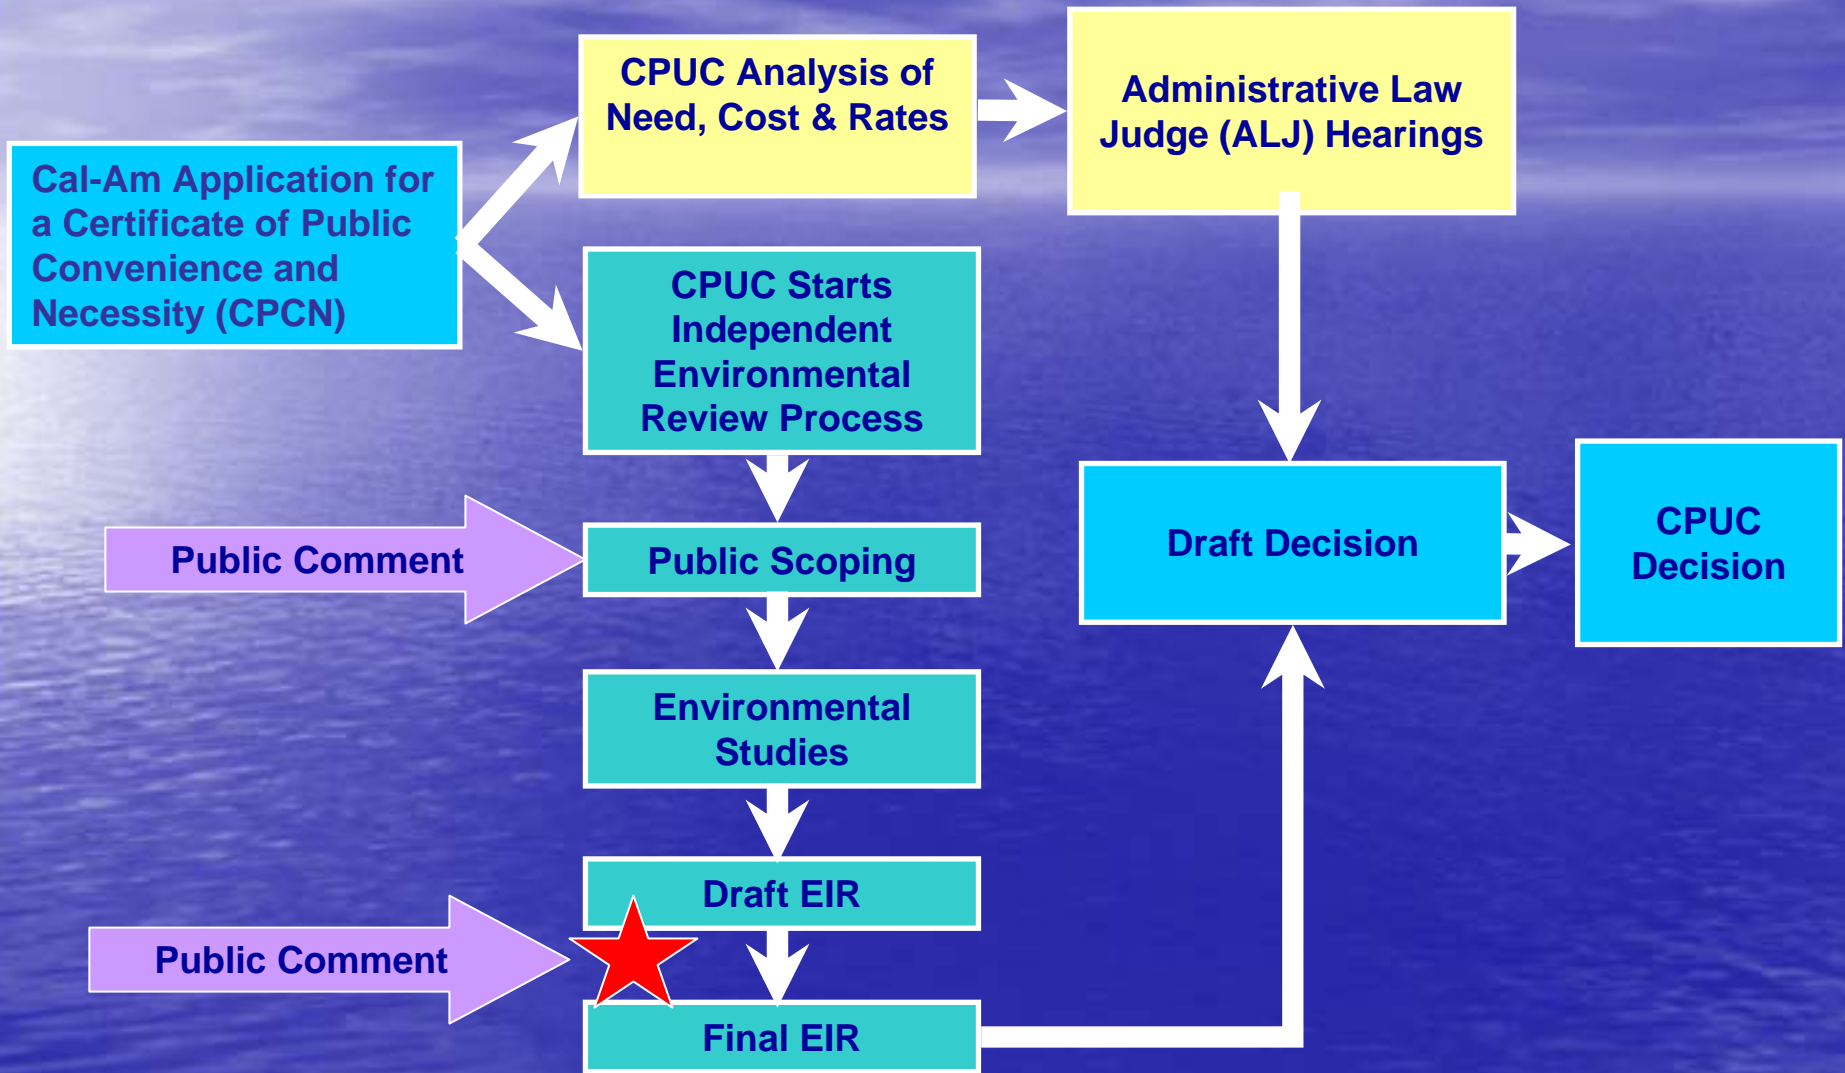 CPUC Analysis of
Need, Cost & Rates
Administrative Law
Judge (ALJ) Hearings
Cal-Am Application for
a Certificate of Public
Convenience and
Necessity (CPCN)
CPUC Starts
Independent
Environmental
Review Process
Public Comment
Public Scoping
Draft Decision
CPUC
Decision
Environmental
Studies
Draft EIR
Public Comment
Final EIR